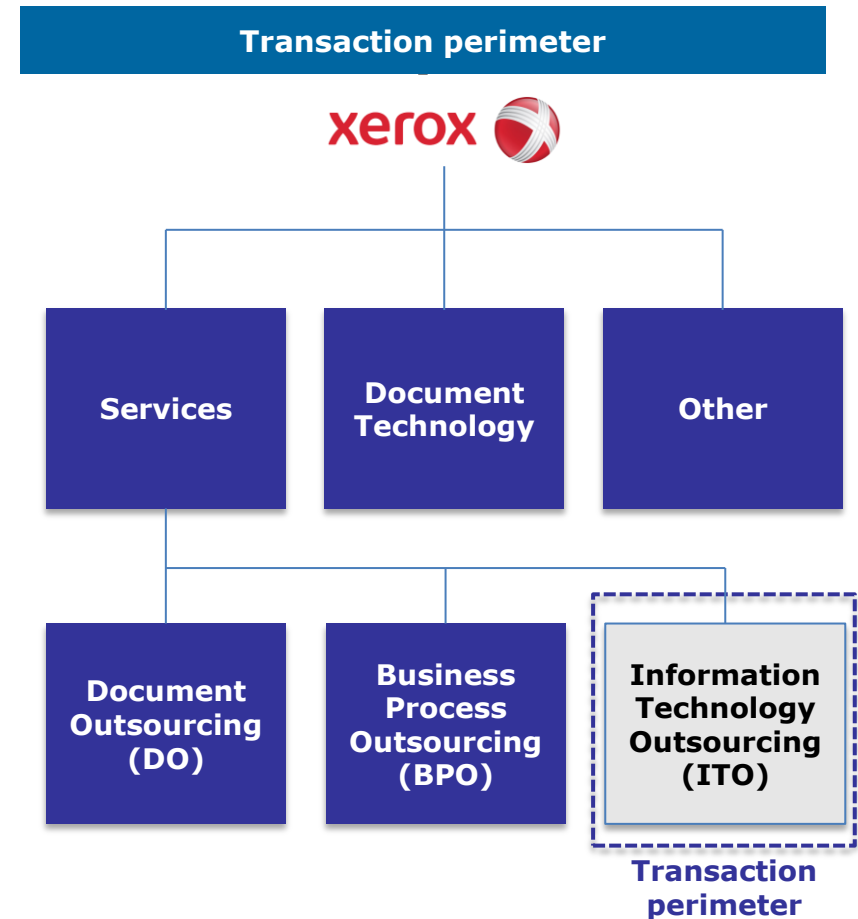 Transaction perimeter
xerox
Services
Document
Technology
Other
Document
Outsourcing
(DO)
Business
Process
Outsourcing
(BPO)
Information
Technology
Outsourcing
(ITO)
Transaction
perimeter